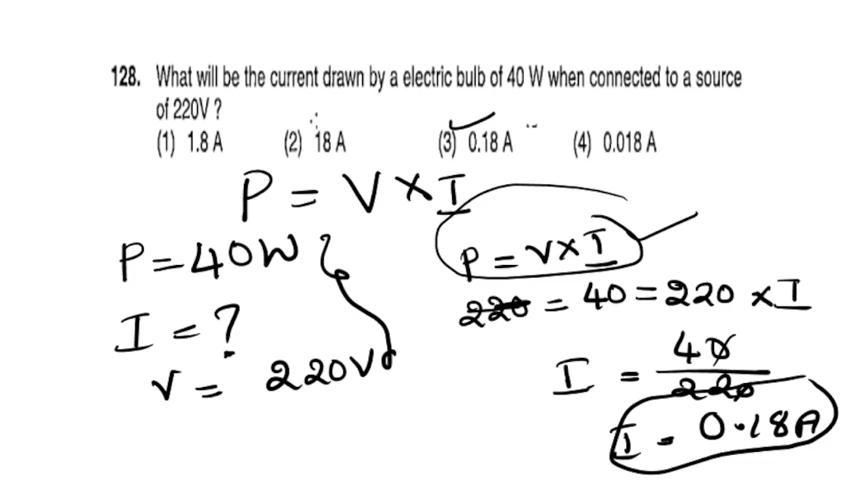 128. What will be the current drawn by a electric bulb of 40 W when connected to a source
of 220V ?
(1) 1.8 A (2) 18 A (3) 0.18 A (4) 0.018 A
P = V × I
P = 40W
I = ?
V = 220V
P = V × I
220 = 40 = 220 × I
I = 40/220
I = 0.18A